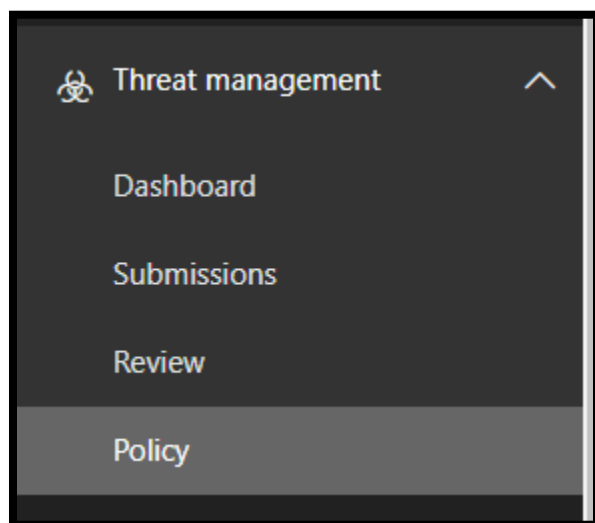 Threat management
Dashboard
Submissions
Review
Policy